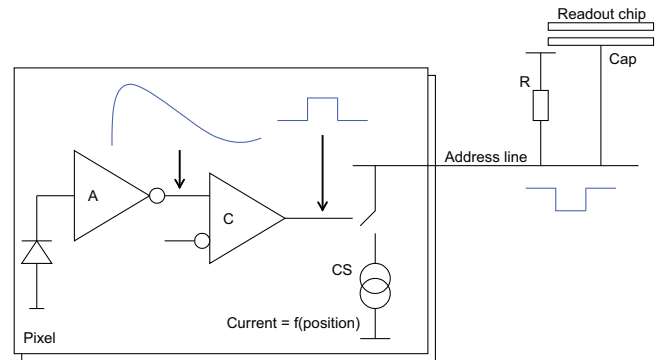 Readout chip
Cap
R
Address line
A
C
CS
Current = f(position)
Pixel